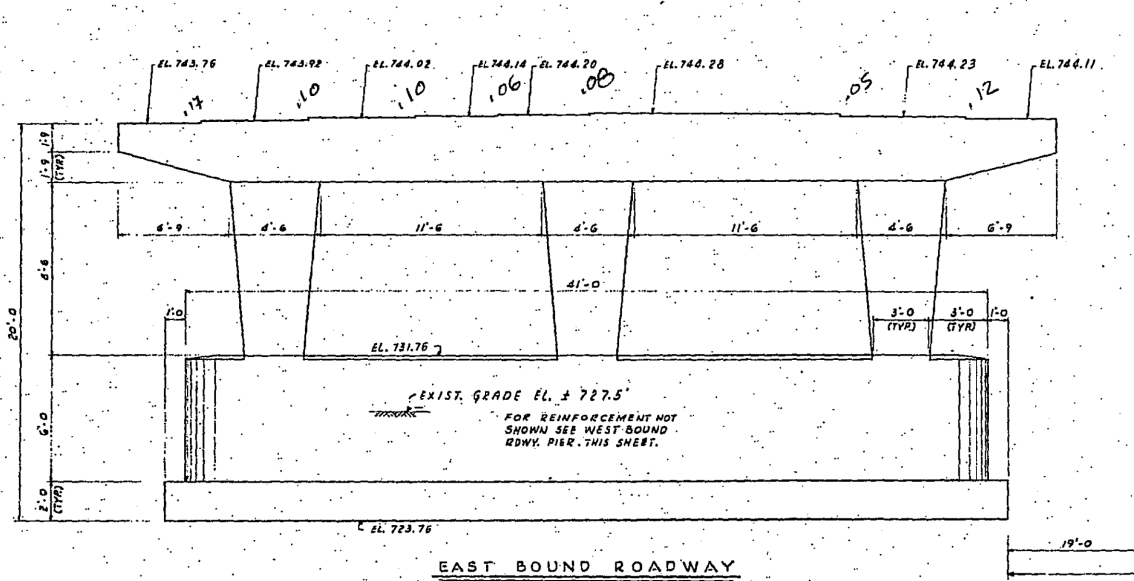 EL. 743.76
EL. 743.92
EL. 744.02
EL. 744.14
EL. 744.20
EL. 744.28
EL. 744.23
EL. 744.11
.17
.10
.10
.06
.08
.05
.12
1'-9
1'-9
(TYP.)
6'-9
4'-6
11'-6
4'-6
11'-6
4'-6
6'-9
41'-0
20'-0
1'-0
3'-0
(TYP.)
3'-0
(TYP.)
1'-0
EL. 731.76
EXIST. GRADE EL. ± 727.5'
FOR REINFORCEMENT NOT
SHOWN SEE WEST BOUND
RDWY. PIER. THIS SHEET.
6'-0
2'-0
(TYP.)
EL. 723.76
19'-0
EAST BOUND ROADWAY